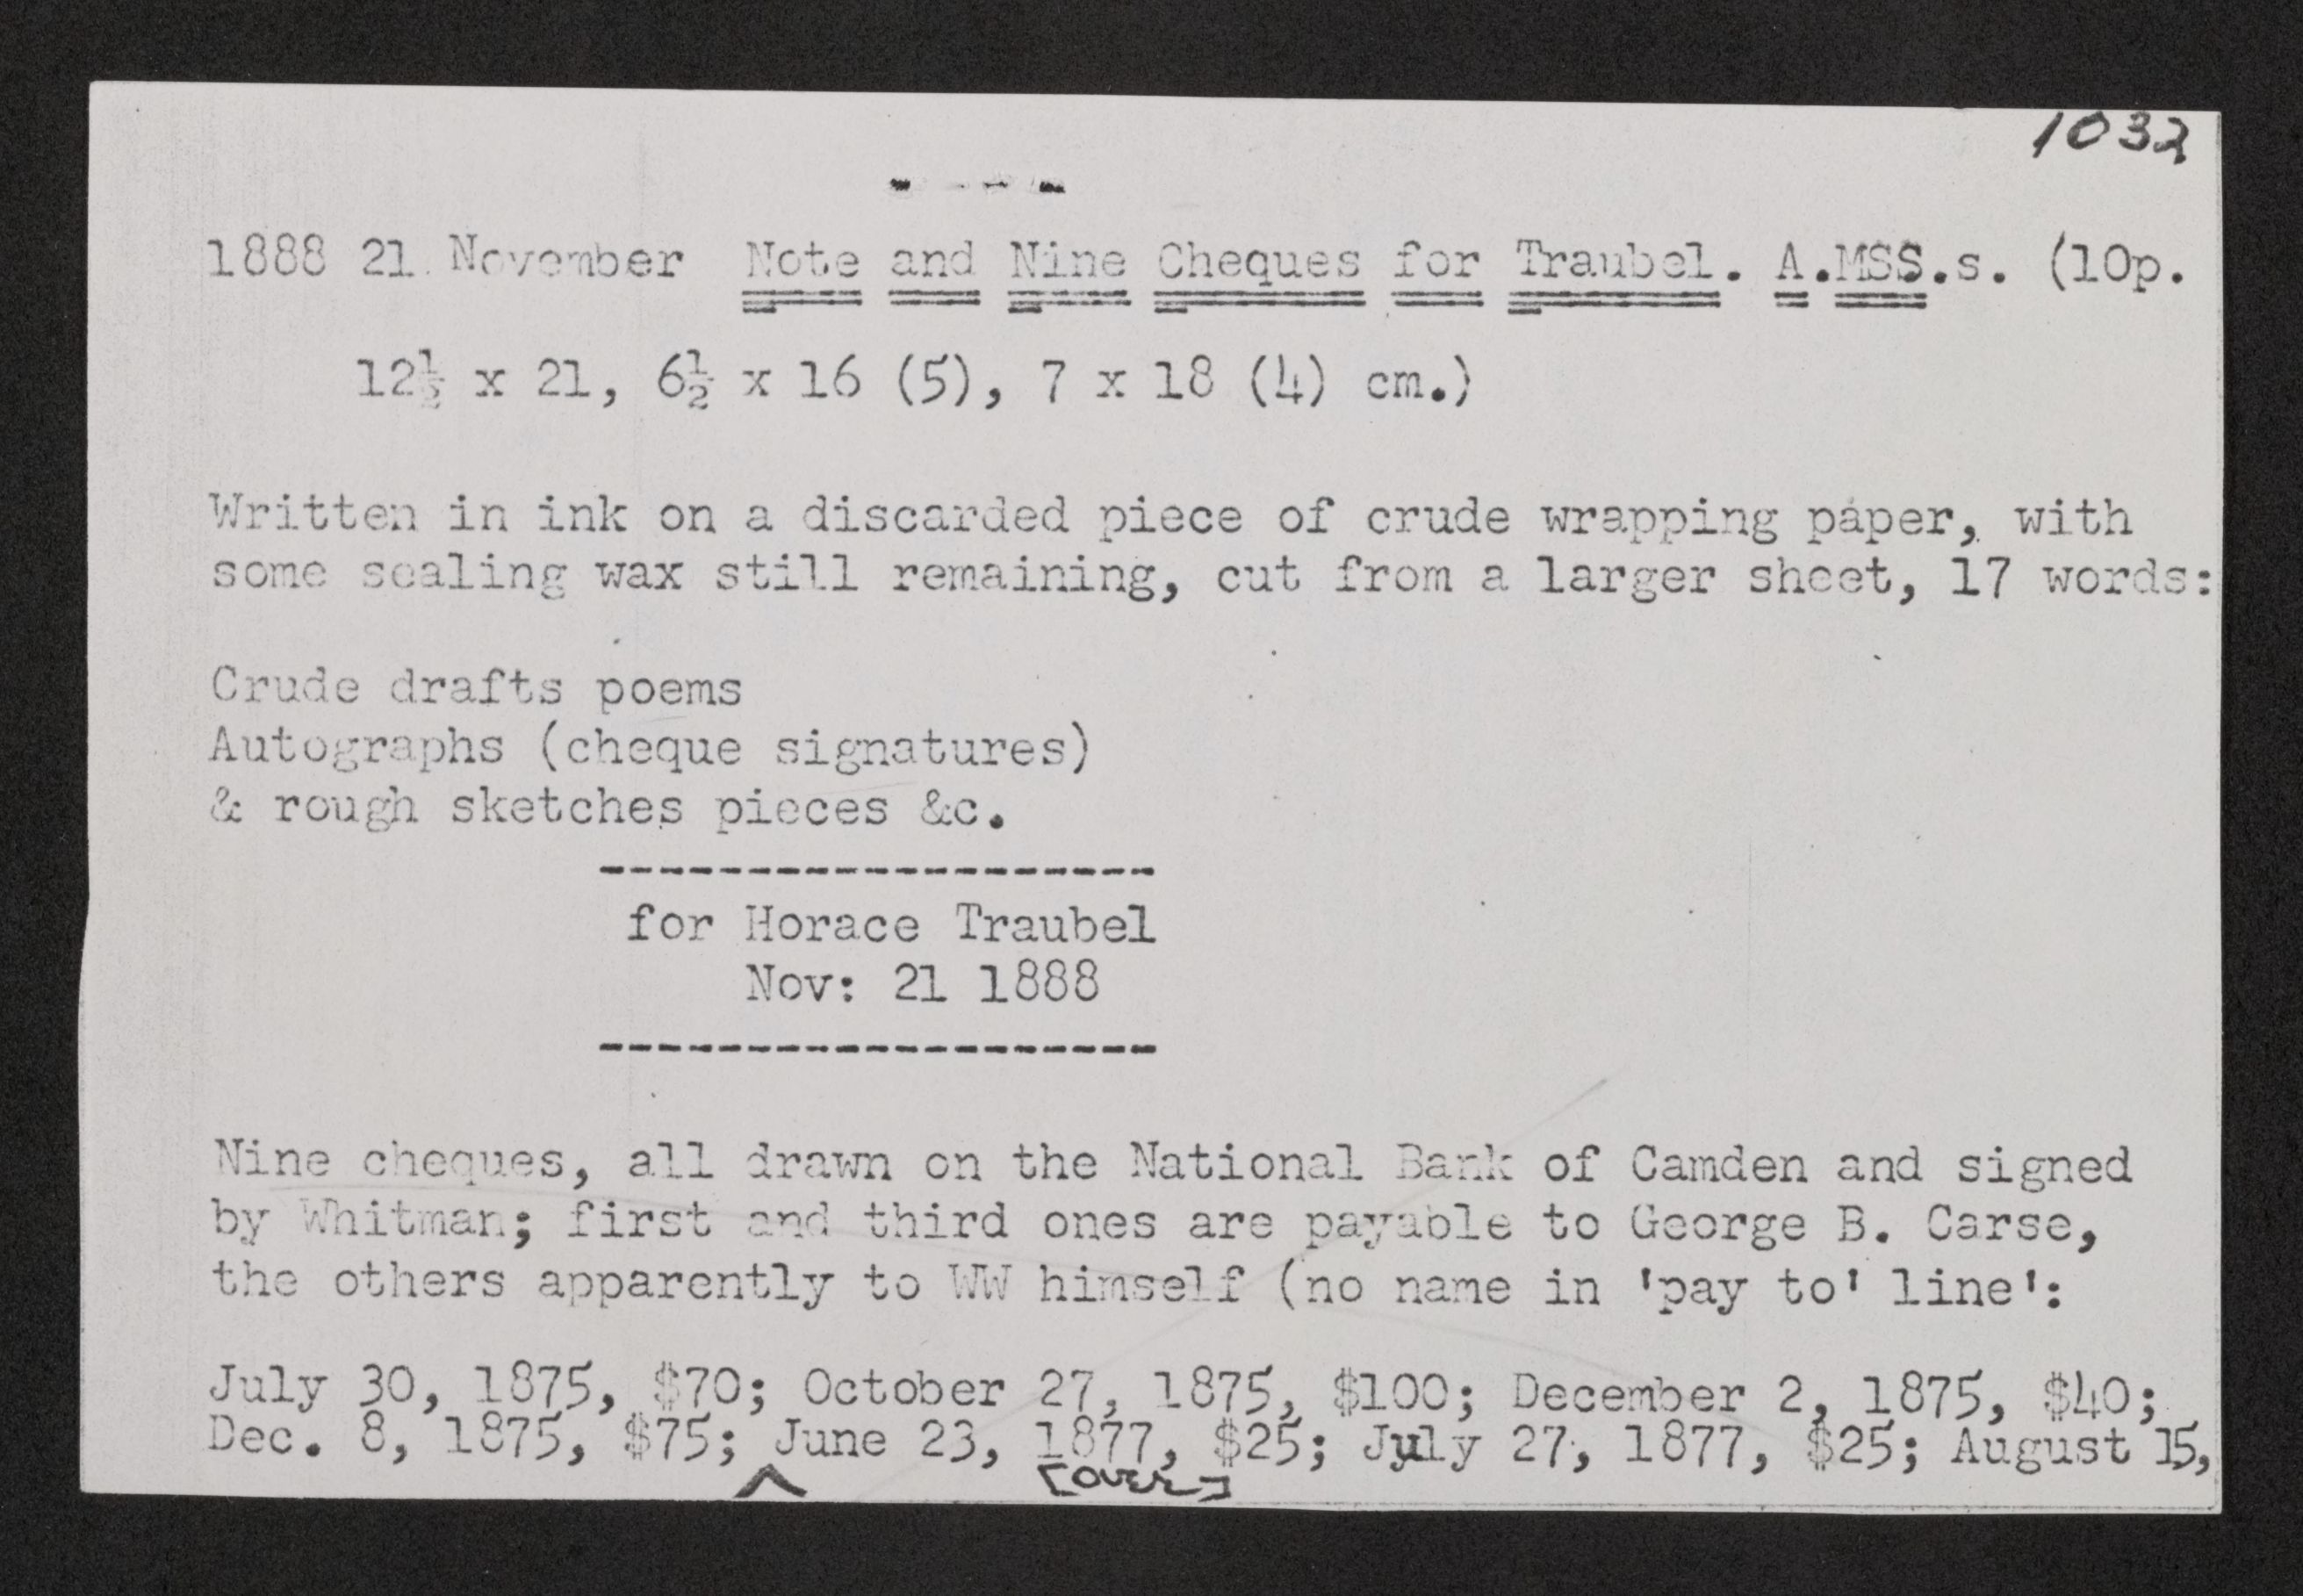 1032
1888 21 November Note and Nine Cheques for Traubel. A.MSS.s. (10p.
12½ x 21, 6½ x 16 (5), 7 x 18 (4) cm.)
Written in ink on a discarded piece of crude wrapping paper, with
some sealing wax still remaining, cut from a larger sheet, 17 words:
Crude drafts poems
Autographs (cheque signatures)
& rough sketches pieces &c.
-------------------
for Horace Traubel
Nov: 21 1888
-------------------
Nine cheques, all drawn on the National Bank of Camden and signed
by Whitman; first and third ones are payable to George B. Carse,
the others apparently to WW himself (no name in 'pay to' line':
July 30, 1875, $70; October 27, 1875, $100; December 2, 1875, $40;
Dec. 8, 1875, $75; June 23, 1877, $25; July 27, 1877, $25; August 15,
[over]